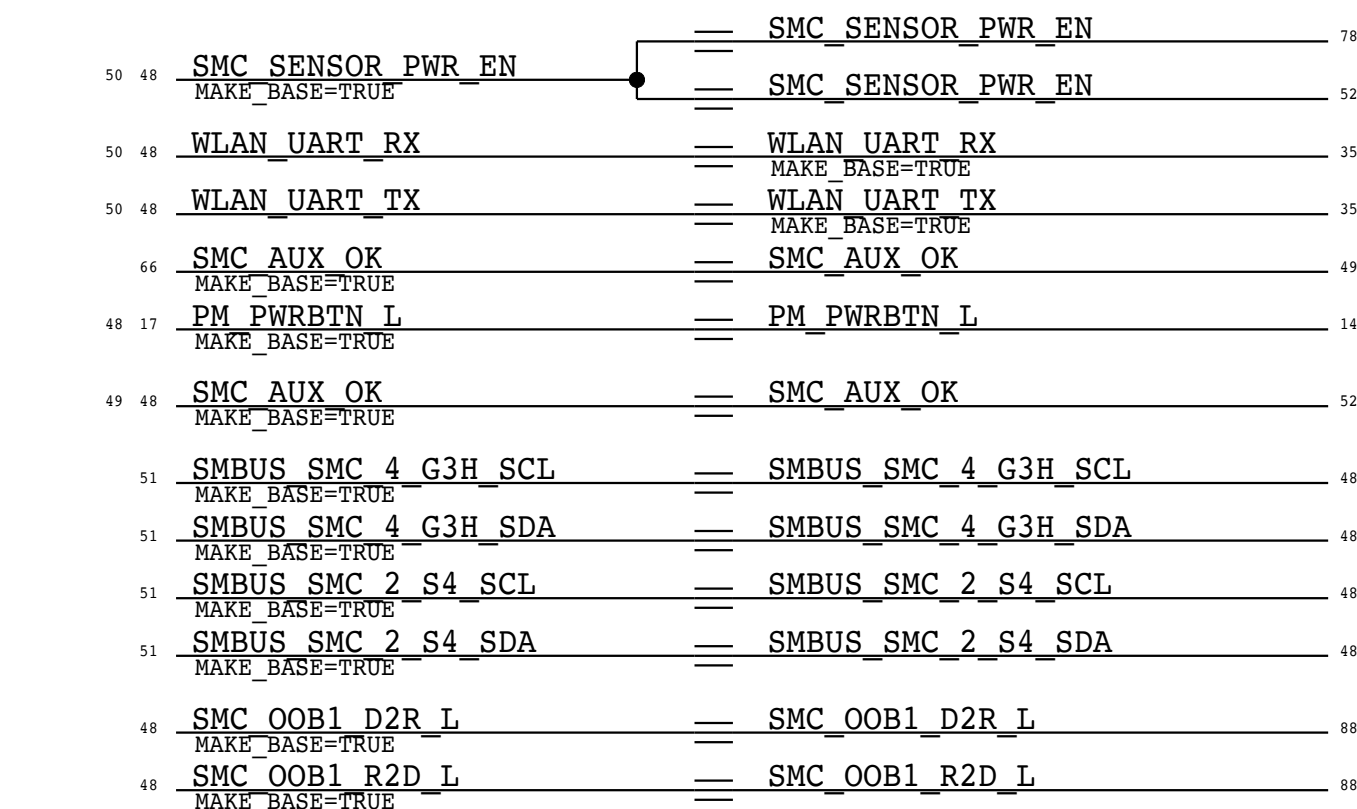 SMC_SENSOR_PWR_EN 78
50 48 SMC_SENSOR_PWR_EN
MAKE_BASE=TRUE
SMC_SENSOR_PWR_EN 52
50 48 WLAN_UART_RX WLAN_UART_RX 35
MAKE_BASE=TRUE
50 48 WLAN_UART_TX WLAN_UART_TX 35
MAKE_BASE=TRUE
66 SMC_AUX_OK SMC_AUX_OK 49
MAKE_BASE=TRUE
48 17 PM_PWRBTN_L PM_PWRBTN_L 14
MAKE_BASE=TRUE
49 48 SMC_AUX_OK SMC_AUX_OK 52
MAKE_BASE=TRUE
51 SMBUS_SMC_4_G3H_SCL SMBUS_SMC_4_G3H_SCL 48
MAKE_BASE=TRUE
51 SMBUS_SMC_4_G3H_SDA SMBUS_SMC_4_G3H_SDA 48
MAKE_BASE=TRUE
51 SMBUS_SMC_2_S4_SCL SMBUS_SMC_2_S4_SCL 48
MAKE_BASE=TRUE
51 SMBUS_SMC_2_S4_SDA SMBUS_SMC_2_S4_SDA 48
MAKE_BASE=TRUE
48 SMC_OOB1_D2R_L SMC_OOB1_D2R_L 88
MAKE_BASE=TRUE
48 SMC_OOB1_R2D_L SMC_OOB1_R2D_L 88
MAKE_BASE=TRUE